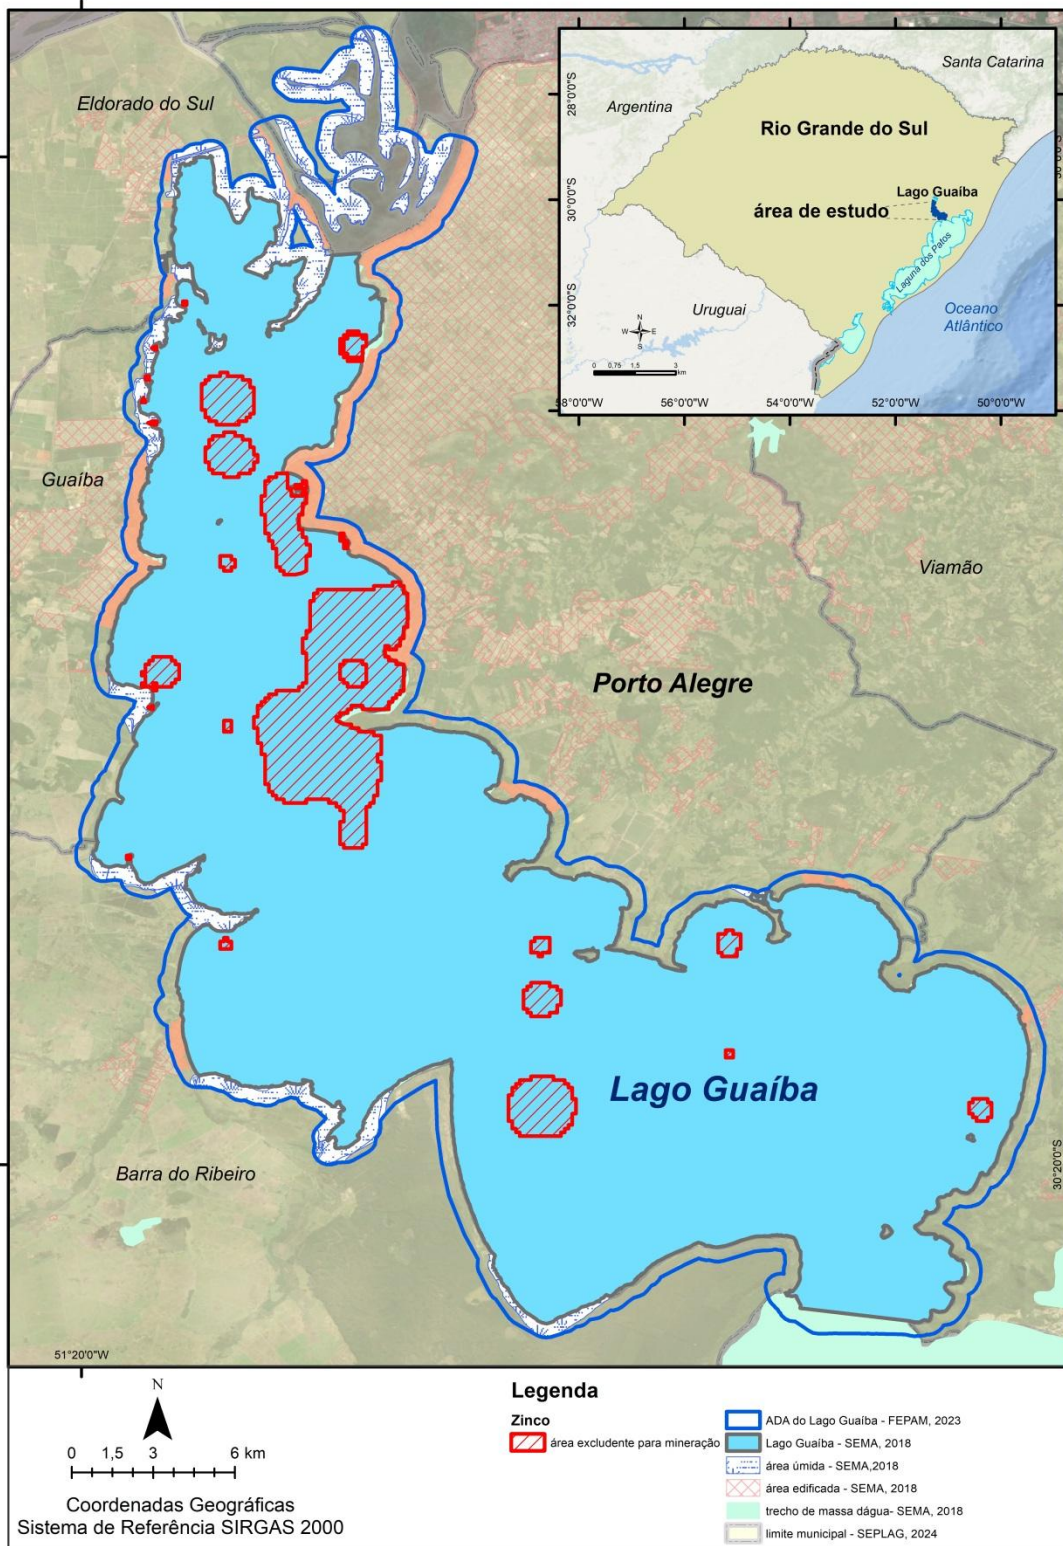 Eldorado do Sul
Guaíba
Viamão
Porto Alegre
Lago Guaíba
Barra do Ribeiro
51°20'0"W
30°20'0"S
Santa Catarina
Argentina
Rio Grande do Sul
Lago Guaíba
área de estudo
Laguna dos Patos
Uruguai
Oceano
Atlântico
N
W E
S
0 0,75 1,5 3
km
28°0'0"S
30°0'0"S
32°0'0"S
58°0'0"W
56°0'0"W
54°0'0"W
52°0'0"W
50°0'0"W
N
0 1,5 3 6 km
Coordenadas Geográficas
Sistema de Referência SIRGAS 2000
Legenda
Zinco
área excludente para mineração
ADA do Lago Guaíba - FEPAM, 2023
Lago Guaíba - SEMA, 2018
área úmida - SEMA,2018
área edificada - SEMA, 2018
trecho de massa dágua- SEMA, 2018
limite municipal - SEPLAG, 2024